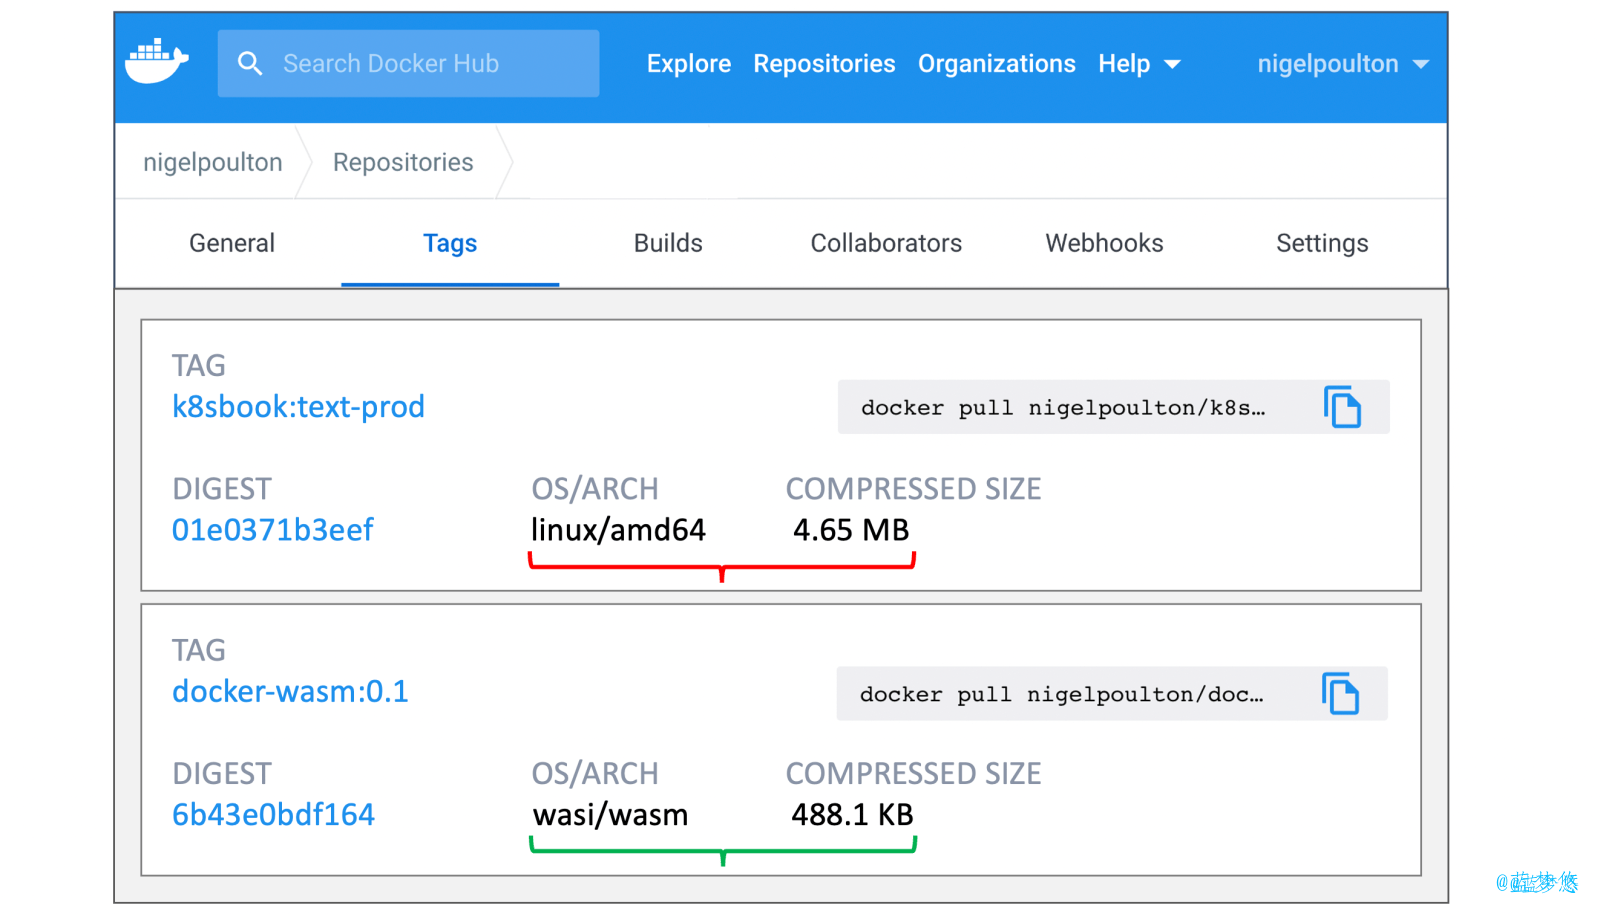 Search Docker Hub
Explore Repositories Organizations Help
nigelpoulton
nigelpoulton
Repositories
General Tags Builds Collaborators Webhooks Settings
TAG
k8sbook:text-prod
docker pull nigelpoulton/k8s…
DIGEST OS/ARCH COMPRESSED SIZE
01e0371b3eef linux/amd64 4.65 MB
TAG
docker-wasm:0.1
docker pull nigelpoulton/doc…
DIGEST OS/ARCH COMPRESSED SIZE
6b43e0bdf164 wasi/wasm 488.1 KB
@蓝梦悠